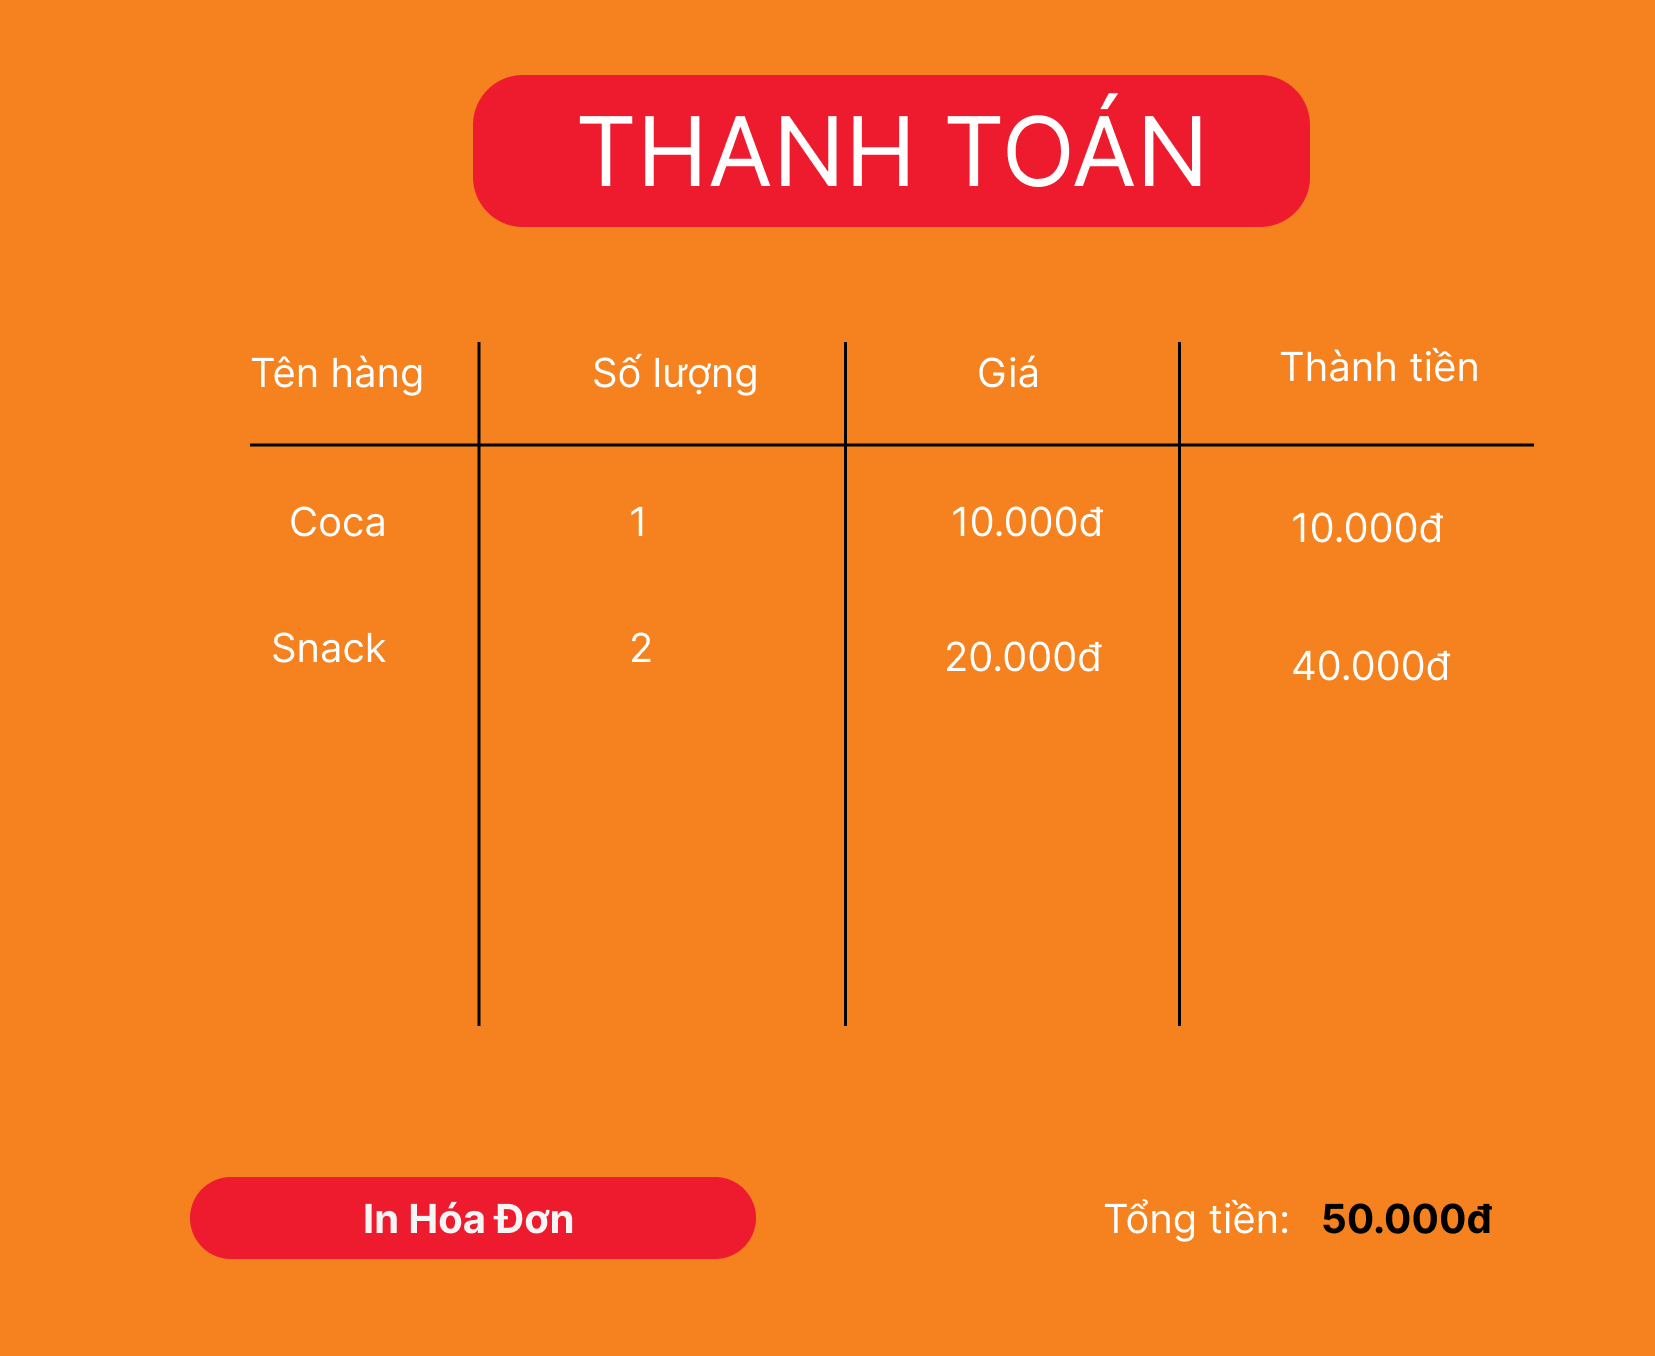 THANH TOÁN
Tên hàng Số lượng Giá Thành tiền
Coca 1 10.000đ 10.000đ
Snack 2 20.000đ 40.000đ
In Hóa Đơn Tổng tiền: 50.000đ